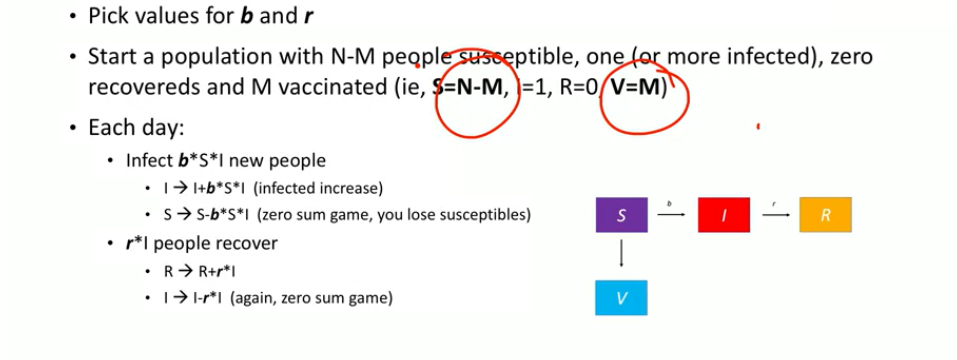 • Pick values for b and r
• Start a population with N-M people susceptible, one (or more infected), zero
recovereds and M vaccinated (ie, S=N-M, I=1, R=0, V=M)
• Each day:
• Infect b*S*I new people
• I → I+b*S*I (infected increase)
• S → S-b*S*I (zero sum game, you lose susceptibles)
• r*I people recover
• R → R+r*I
• I → I-r*I (again, zero sum game)
S b I r R
V